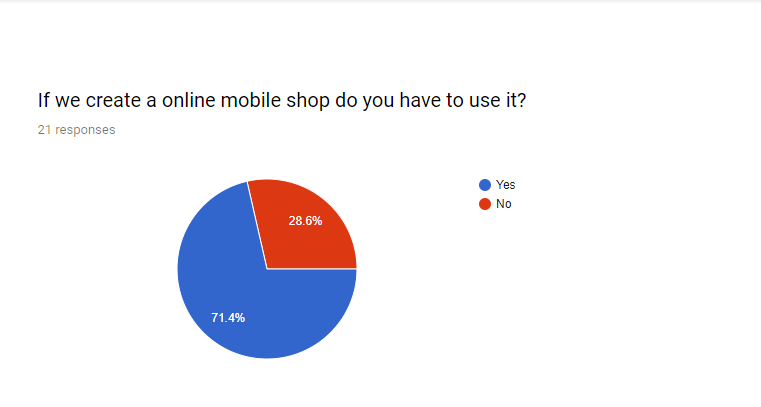 If we create a online mobile shop do you have to use it?
21 responses
Yes
No
28.6%
71.4%